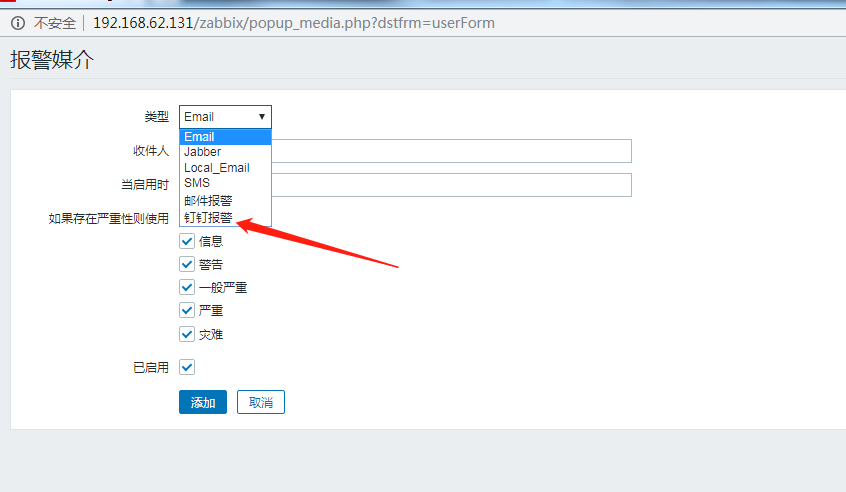 不安全 192.168.62.131/zabbix/popup_media.php?dstfrm=userForm
报警媒介
类型 Email
Email
Jabber
收件人
Local_Email
SMS
当启用时
邮件报警
钉钉报警
如果存在严重性则使用
信息
警告
一般严重
严重
灾难
已启用
添加 取消